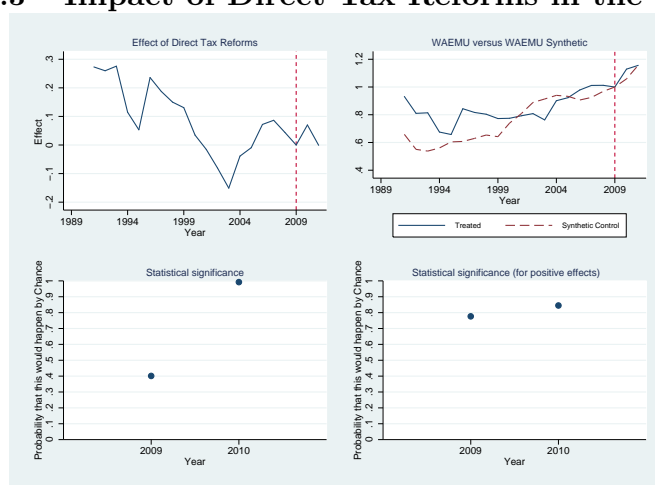 .3 Impact of Direct Tax Reforms in the
Effect of Direct Tax Reforms
Effect
.3
.2
.1
0
-.1
-.2
1989 1994 1999 2004 2009
Year
WAEMU versus WAEMU Synthetic
1.2
1
.8
.6
.4
1989 1994 1999 2004 2009
Year
Treated Synthetic Control
Statistical significance
Probability that this would happen by Chance
1
.9
.8
.7
.6
.5
.4
.3
.2
.1
0
2009 2010
Year
Statistical significance (for positive effects)
Probability that this would happen by Chance
1
.9
.8
.7
.6
.5
.4
.3
.2
.1
0
2009 2010
Year